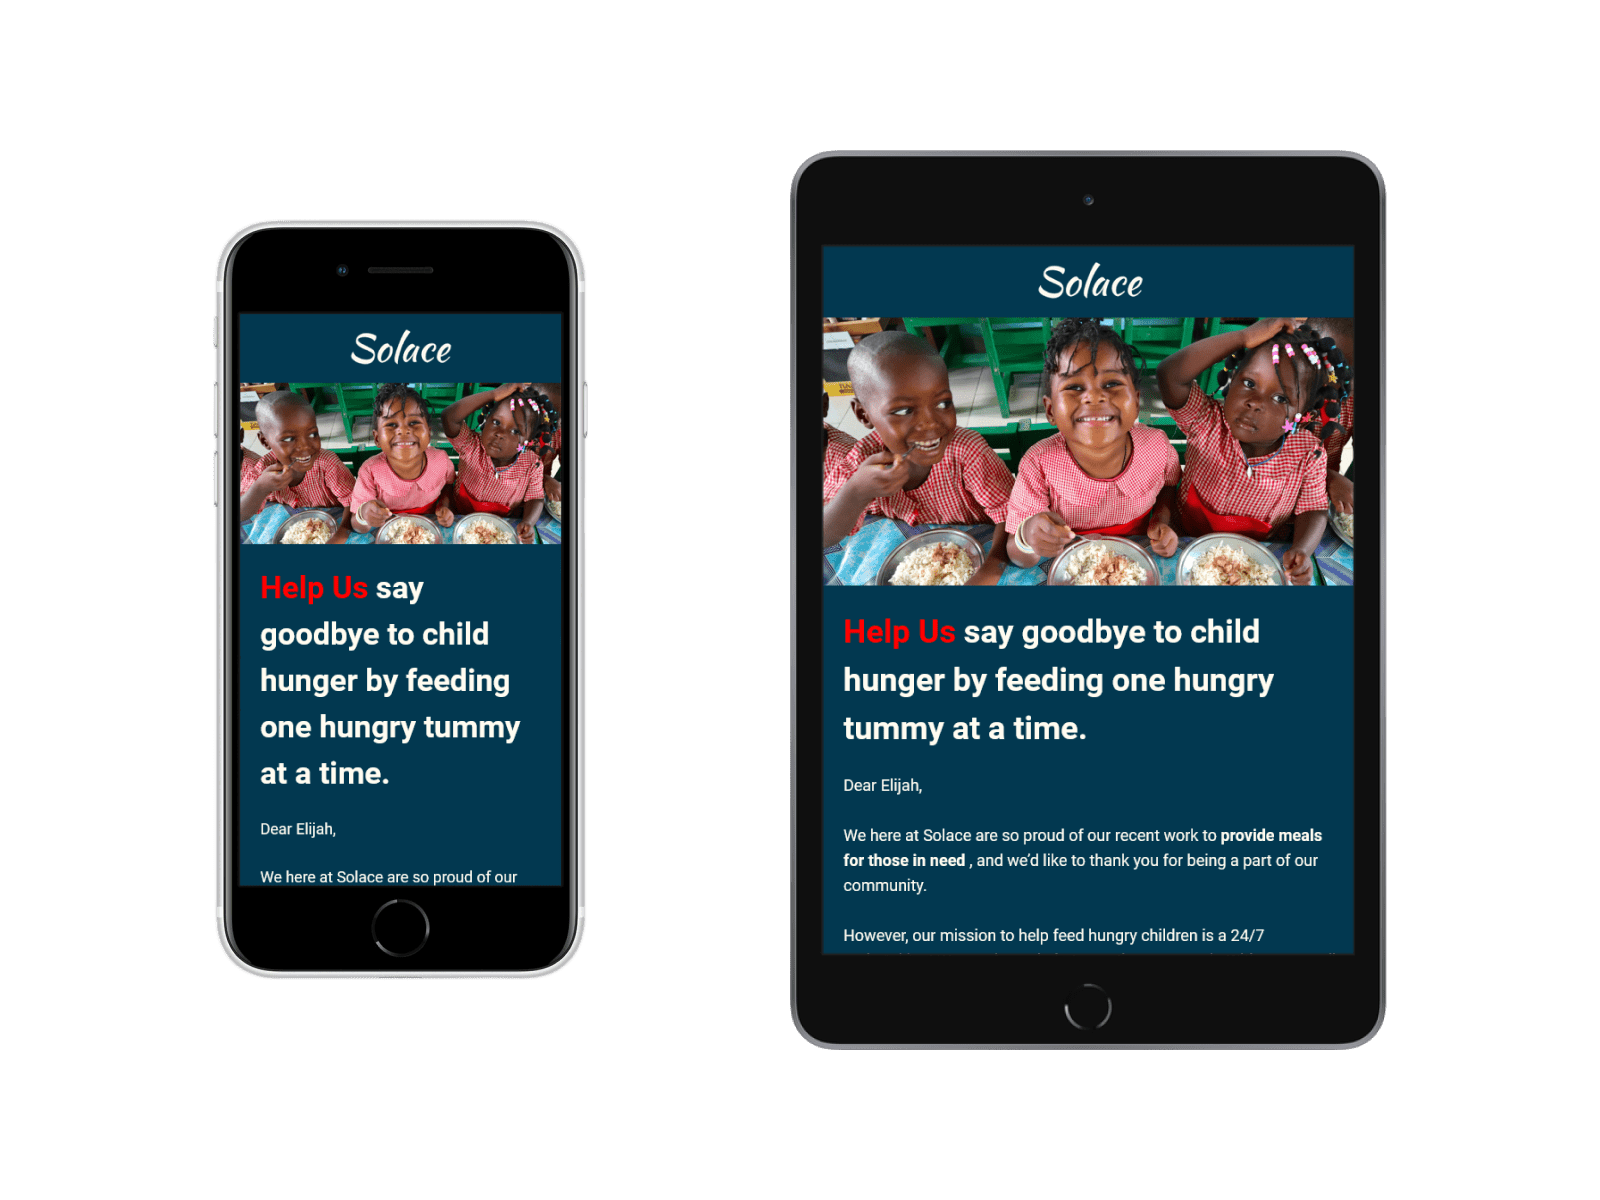 Solace
Help Us say
goodbye to child
hunger by feeding
one hungry tummy
at a time.
Dear Elijah,
We here at Solace are so proud of our
Solace
Help Us say goodbye to child
hunger by feeding one hungry
tummy at a time.
Dear Elijah,
We here at Solace are so proud of our recent work to provide meals
for those in need , and we'd like to thank you for being a part of our
community.
However, our mission to help feed hungry children is a 24/7